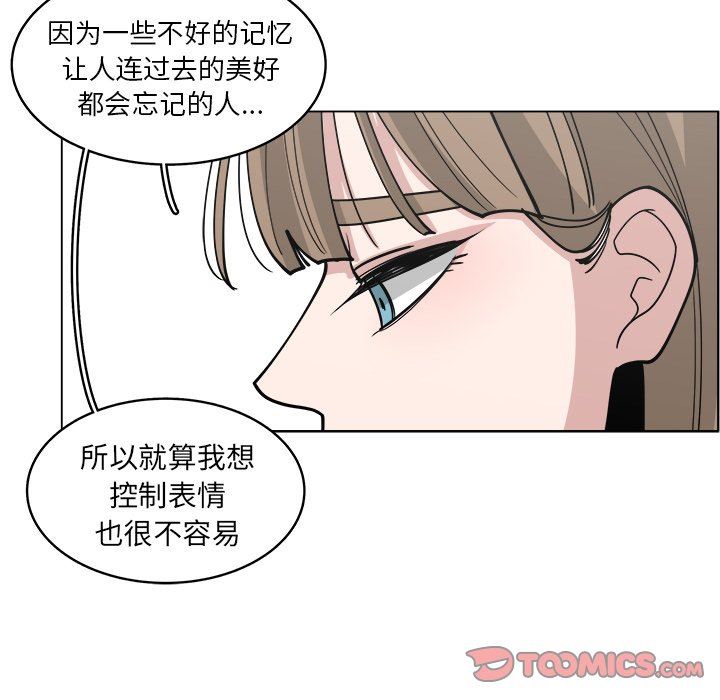 因为一些不好的记忆
让人连过去的美好
都会忘记的人...
所以就算我想
控制表情
也很不容易
TOOMICS.COM